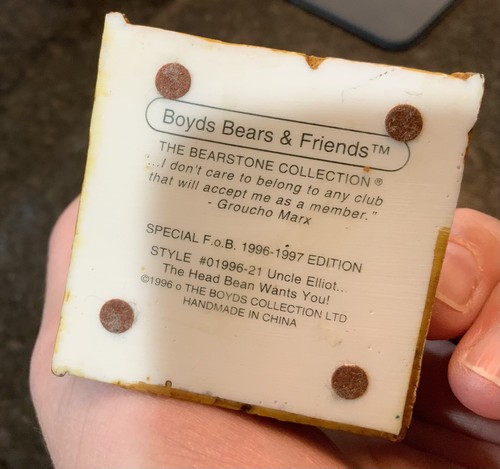 Boyds Bears & Friends™
THE BEARSTONE COLLECTION ®
"...I don't care to belong to any club
that will accept me as a member."
- Groucho Marx
SPECIAL F.o.B. 1996-1997 EDITION
STYLE #01996-21 Uncle Elliot...
The Head Bean Wants You!
©1996 o THE BOYDS COLLECTION LTD
HANDMADE IN CHINA